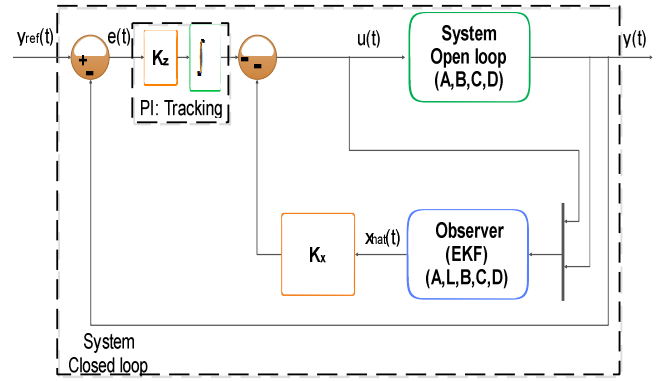 yref(t)
e(t)
+
-
Kz
∫
PI: Tracking
-
-
u(t)
System
Open loop
(A,B,C,D)
y(t)
Kx
xhat(t)
Observer
(EKF)
(A,L,B,C,D)
System
Closed loop